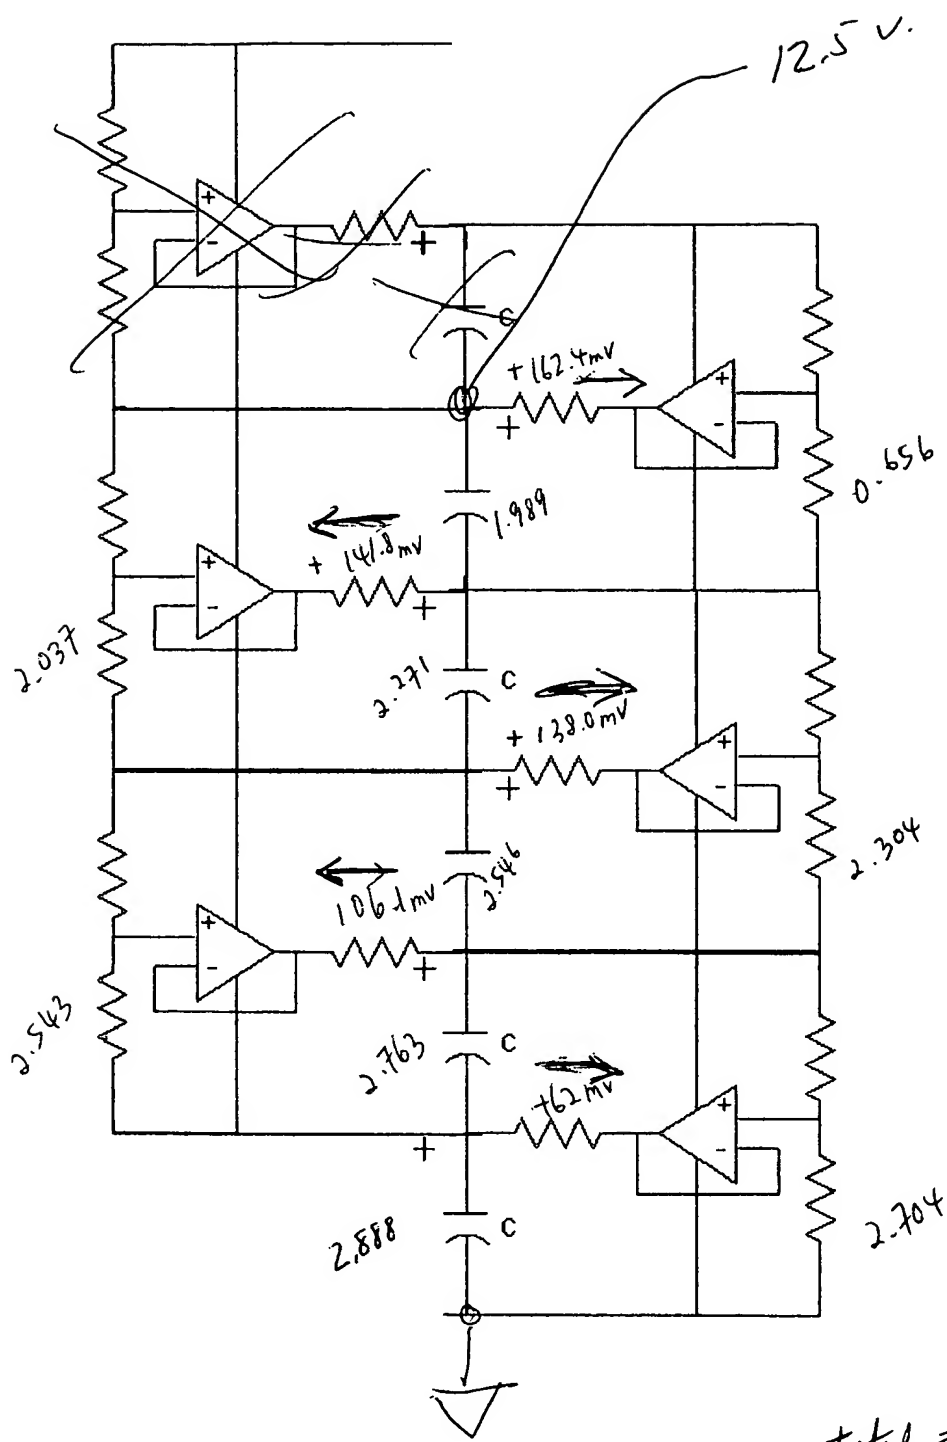 12.5 v.
+
-
+
C
+162.4mv
+
+
-
0.656
1.989
+ 141.8mv
+
-
+
2.037
2.271
C
+ 138.0mv
+
+
-
2.304
2.546
106.1mv
+
-
+
2.543
2.763
C
+62mv
+
-
+
2.704
2.888
C
total =